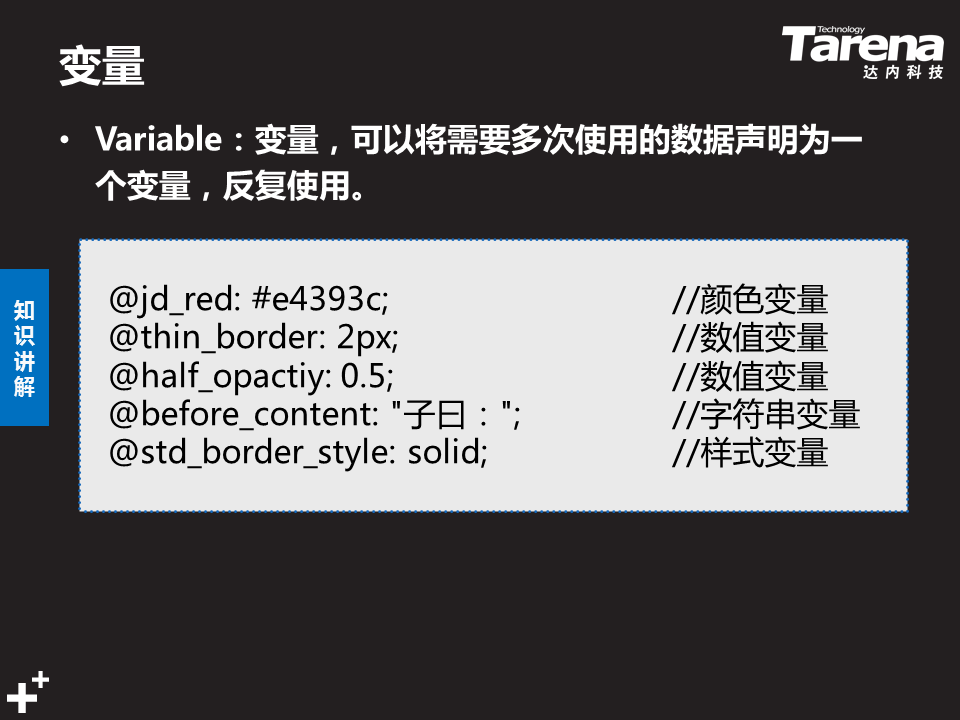 变量
Technology
Tarena
达内科技
• Variable：变量，可以将需要多次使用的数据声明为一
个变量，反复使用。
知识讲解
@jd_red: #e4393c; //颜色变量
@thin_border: 2px; //数值变量
@half_opactiy: 0.5; //数值变量
@before_content: "子曰："; //字符串变量
@std_border_style: solid; //样式变量